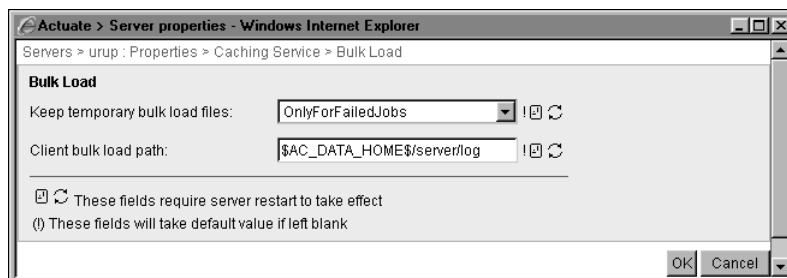 Actuate > Server properties - Windows Internet Explorer
Servers > urup : Properties > Caching Service > Bulk Load
Bulk Load
Keep temporary bulk load files: OnlyForFailedJobs !
Client bulk load path: $AC_DATA_HOME$/server/log !
These fields require server restart to take effect
(!) These fields will take default value if left blank
OK Cancel